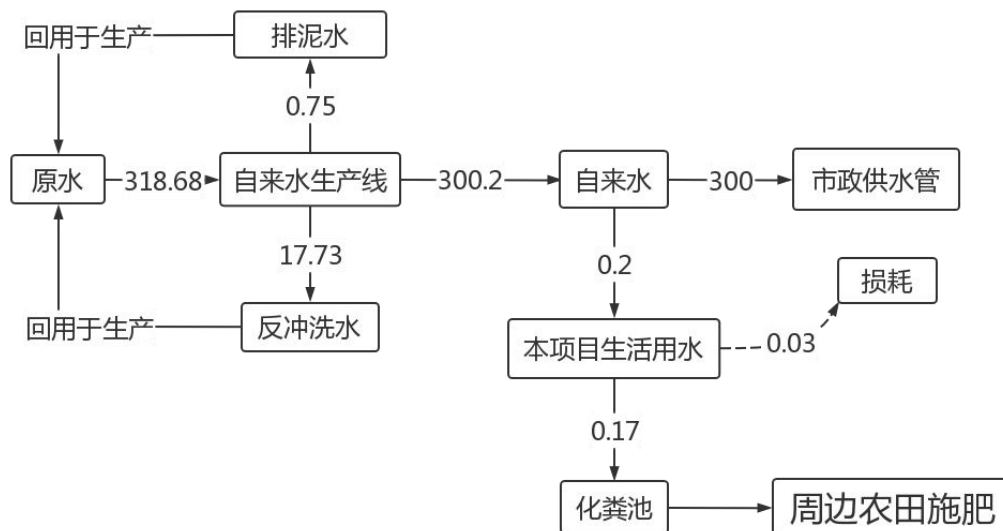 回用于生产
排泥水
0.75
原水
318.68
自来水生产线
300.2
自来水
300
市政供水管
17.73
0.2
损耗
回用于生产
反冲洗水
本项目生活用水
0.03
0.17
化粪池
周边农田施肥